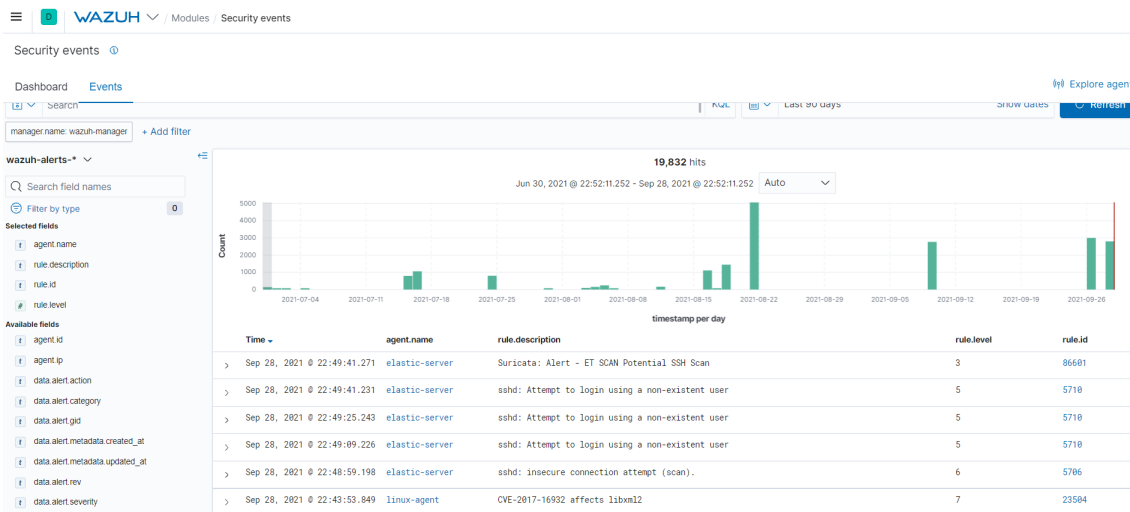 D WAZUH / Modules / Security events
Security events
Dashboard Events
Explore agen
Search KQL Last 90 days Show dates Refresh
manager.name: wazuh-manager + Add filter
wazuh-alerts-*
Search field names
Filter by type 0
Selected fields
t agent.name
t rule.description
t rule.id
# rule.level
Available fields
t agent.id
t agent.ip
t data.alert.action
t data.alert.category
t data.alert.gid
t data.alert.metadata.created_at
t data.alert.metadata.updated_at
t data.alert.rev
t data.alert.severity
19,832 hits
Jun 30, 2021 @ 22:52:11.252 - Sep 28, 2021 @ 22:52:11.252 Auto
Count
5000
4000
3000
2000
1000
0
2021-07-04 2021-07-11 2021-07-18 2021-07-25 2021-08-01 2021-08-08 2021-08-15 2021-08-22 2021-08-29 2021-09-05 2021-09-12 2021-09-19 2021-09-26
timestamp per day
Time agent.name rule.description rule.level rule.id
Sep 28, 2021 @ 22:49:41.271 elastic-server Suricata: Alert - ET SCAN Potential SSH Scan 3 86601
Sep 28, 2021 @ 22:49:41.231 elastic-server sshd: Attempt to login using a non-existent user 5 5710
Sep 28, 2021 @ 22:49:25.243 elastic-server sshd: Attempt to login using a non-existent user 5 5710
Sep 28, 2021 @ 22:49:09.226 elastic-server sshd: Attempt to login using a non-existent user 5 5710
Sep 28, 2021 @ 22:48:59.198 elastic-server sshd: insecure connection attempt (scan). 6 5706
Sep 28, 2021 @ 22:43:53.849 linux-agent CVE-2017-16932 affects libxml2 7 23504